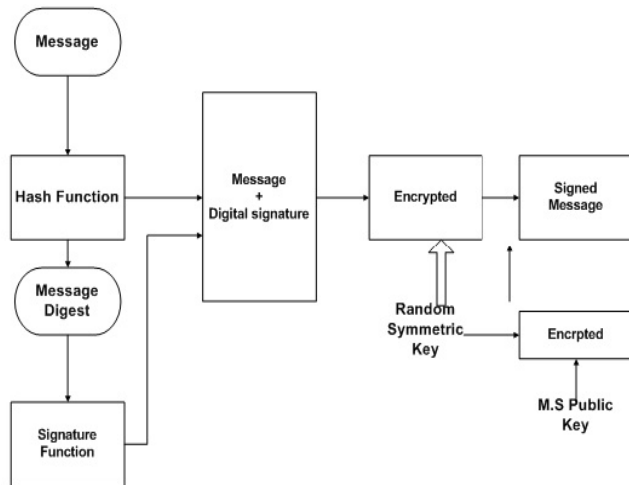 Message
Hash Function
Message
+
Digital signature
Encrypted
Signed
Message
Message
Digest
Random
Symmetric
Key
Encrpted
Signature
Function
M.S Public
Key